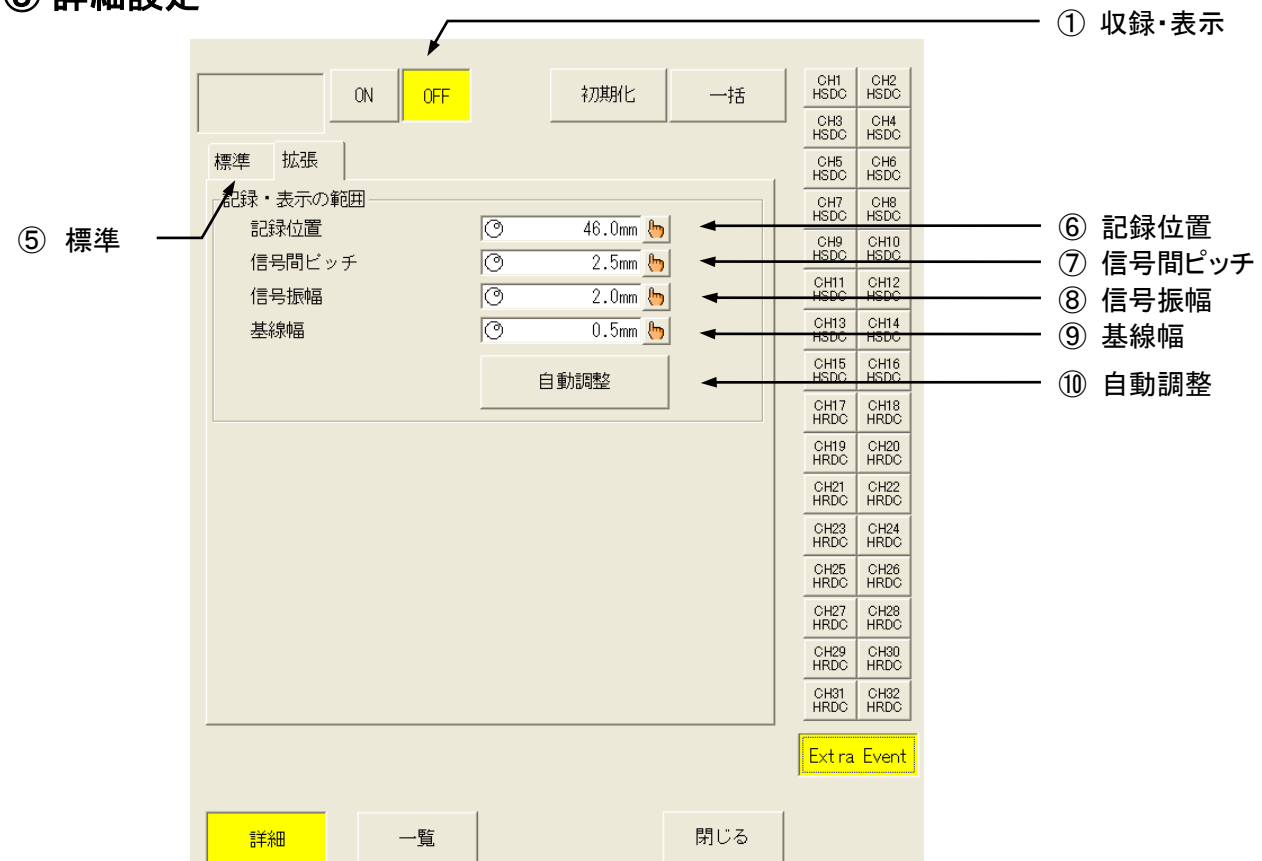 詳細設定
① 収録・表示
ON
OFF
初期化
一括
標準
拡張
記録・表示の範囲
記録位置
46.0mm
信号間ピッチ
2.5mm
信号振幅
2.0mm
基線幅
0.5mm
自動調整
⑤ 標準
⑥ 記録位置
⑦ 信号間ピッチ
⑧ 信号振幅
⑨ 基線幅
⑩ 自動調整
CH1 CH2
HSDC HSDC
CH3 CH4
HSDC HSDC
CH5 CH6
HSDC HSDC
CH7 CH8
HSDC HSDC
CH9 CH10
HSDC HSDC
CH11 CH12
HSDC HSDC
CH13 CH14
HSDC HSDC
CH15 CH16
HSDC HSDC
CH17 CH18
HRDC HRDC
CH19 CH20
HRDC HRDC
CH21 CH22
HRDC HRDC
CH23 CH24
HRDC HRDC
CH25 CH26
HRDC HRDC
CH27 CH28
HRDC HRDC
CH29 CH30
HRDC HRDC
CH31 CH32
HRDC HRDC
Extra Event
詳細
一覧
閉じる